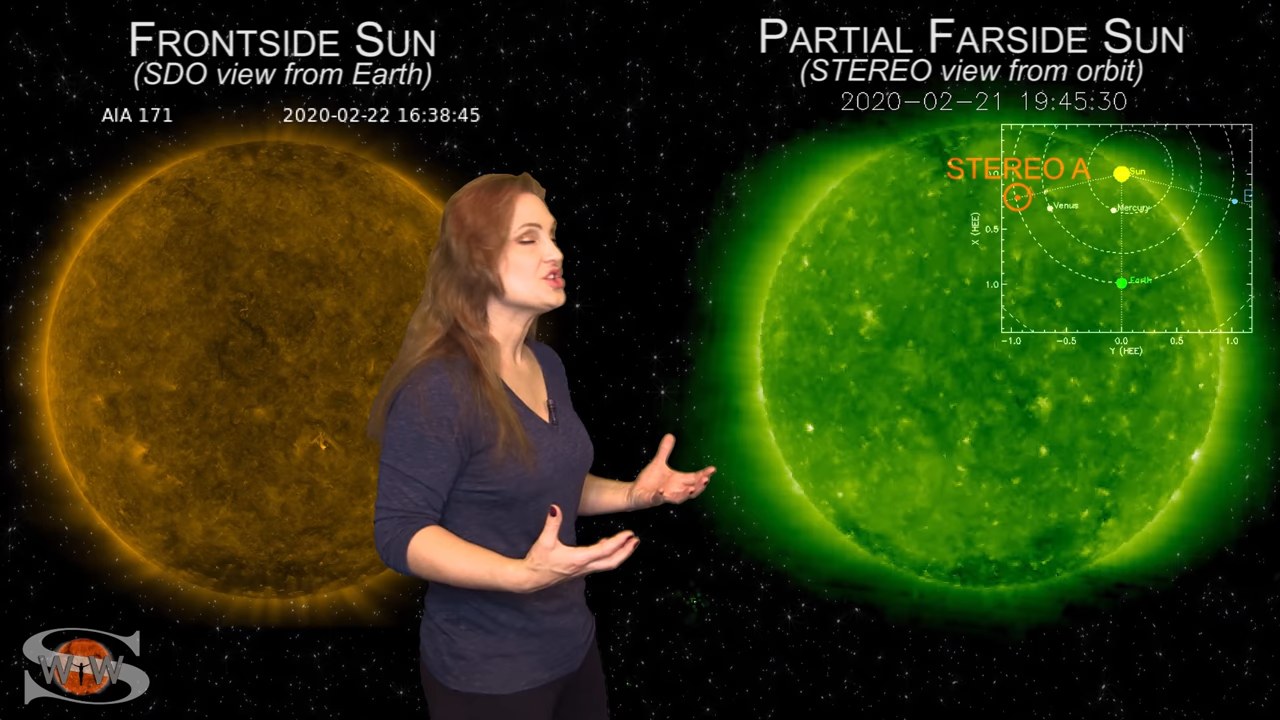 FRONTSIDE SUN
(SDO view from Earth)
AIA 171
2020-02-22 16:38:45
PARTIAL FARSIDE SUN
(STEREO view from orbit)
2020-02-21 19:45:30
STEREO A
Sun
Venus
Mercury
Earth
X (HEE)
0.5
1.0
-1.0
-0.5
0.0
0.5
1.0
Y (HEE)
S
WW